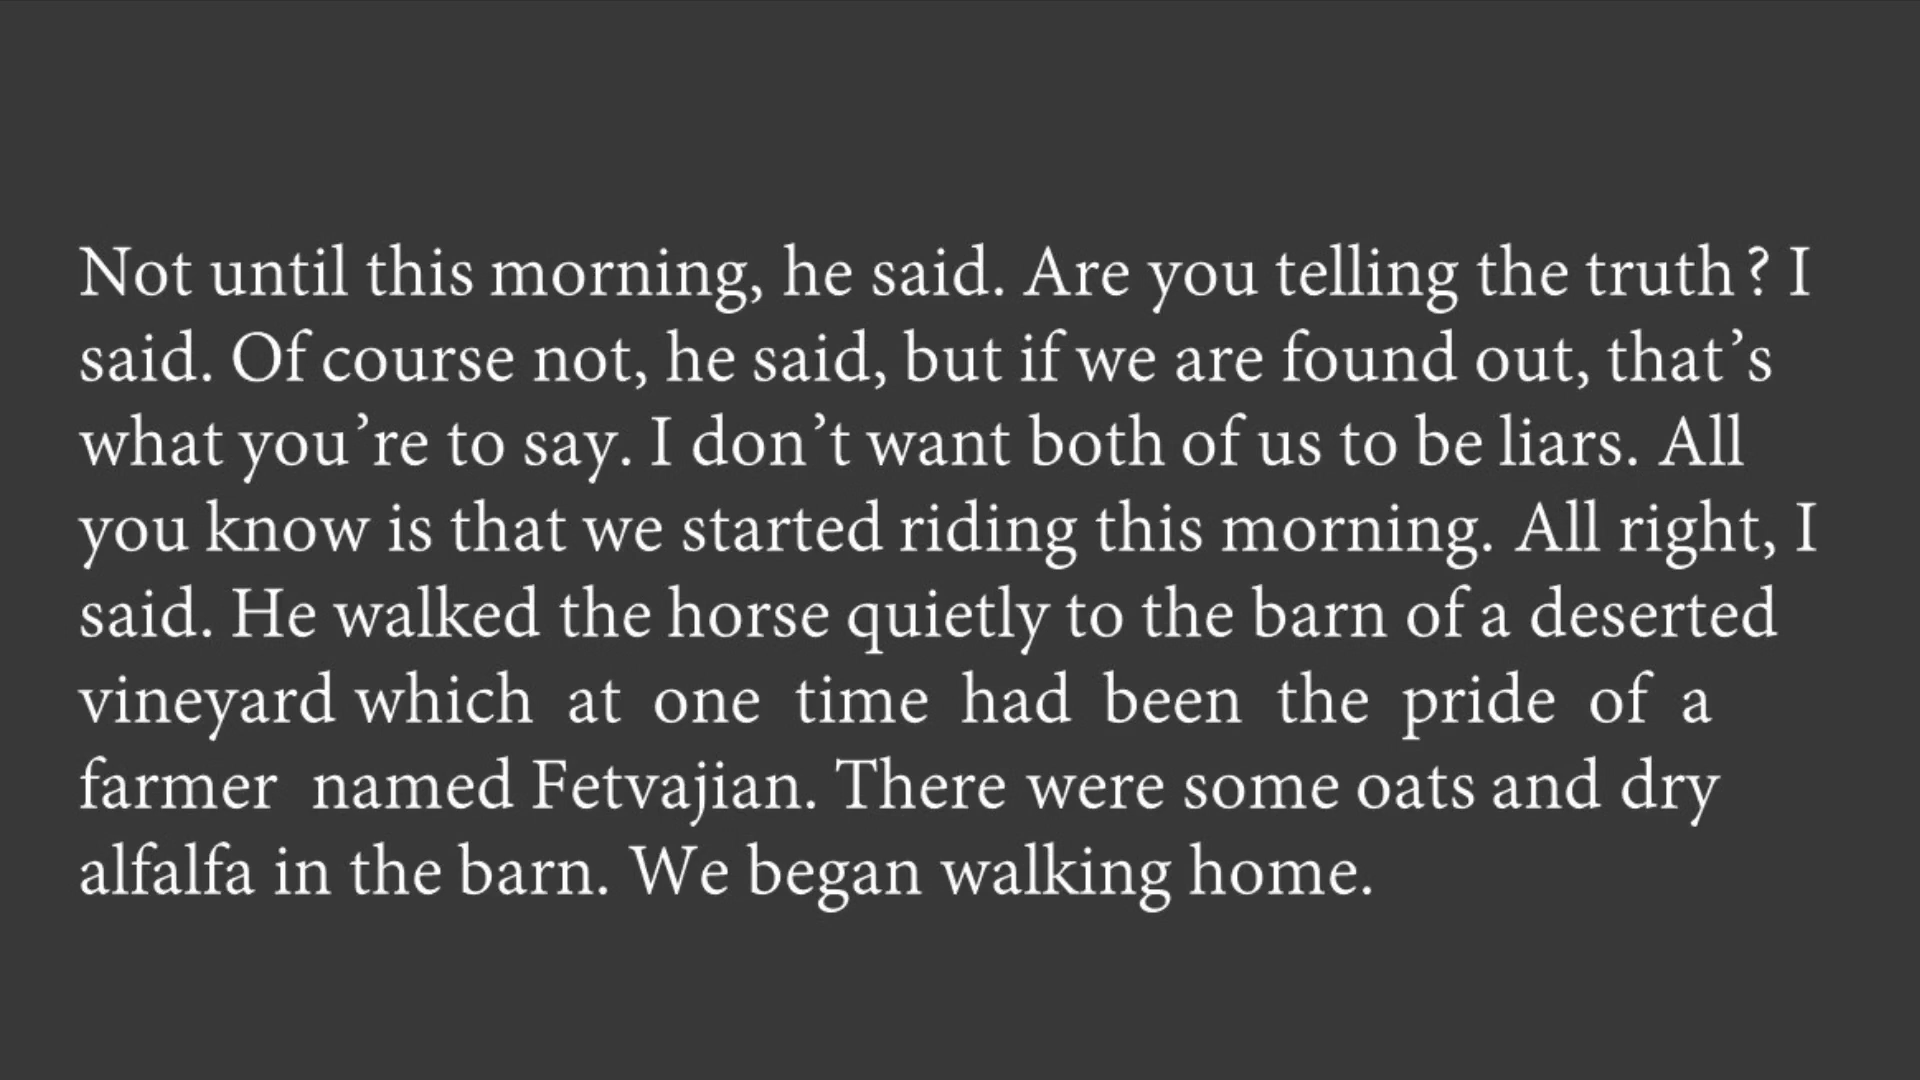 Not until this morning, he said. Are you telling the truth? I
said. Of course not, he said, but if we are found out, that’s
what you’re to say. I don’t want both of us to be liars. All
you know is that we started riding this morning. All right, I
said. He walked the horse quietly to the barn of a deserted
vineyard which at one time had been the pride of a
farmer named Fetvajian. There were some oats and dry
alfalfa in the barn. We began walking home.